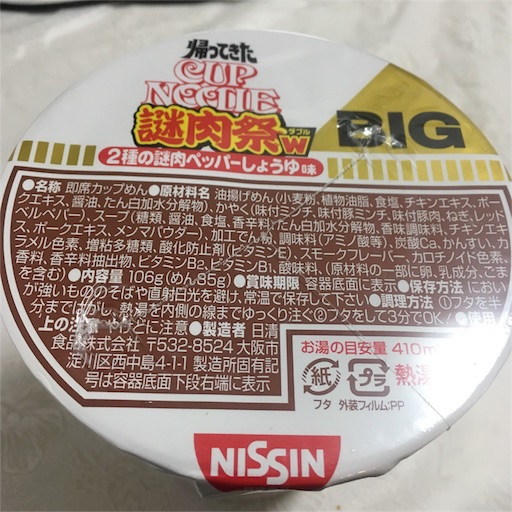 帰ってきた
CUP
NOODLE
謎肉祭W
ダブル
BIG
2種の謎肉ペッパーしょうゆ味
●名称 即席カップめん●原材料名 油揚げめん(小麦粉、植物油脂、食塩、チキンエキス、ポー
クエキス、醤油、たん白加水分解物)、かやく(味付ミンチ、味付豚ミンチ、味付豚肉、ねぎ、レッ
ドベルペパー)、スープ(糖類、醤油、食塩、香辛料、たん白加水分解物、香味調味料、チキンエキ
ス、ポークエキス、メンマパウダー)、加工でん粉、調味料(アミノ酸等)、炭酸Ca、かんすい、カ
ラメル色素、増粘多糖類、酸化防止剤(ビタミンE)、スモークフレーバー、カロチノイド色素、
香料、香辛料抽出物、ビタミンB2、ビタミンB1、酸味料、(原材料の一部に卵、乳成分、ごま
を含む)●内容量 106g(めん85g)●賞味期限 容器底面に表示●保存方法 におい
が強いもののそばや直射日光を避け、常温で保存して下さい●調理方法 ①フタを半
分まではがし、熱湯を内側の線までゆっくり注ぐ②フタをして3分でOK/●使用
上の注意 やけどに注意●製造者 日清
食品株式会社 〒532-8524 大阪市
淀川区西中島4-1-1 製造所固有記
号は容器底面下段右端に表示
お湯の目安量 410m
紙
フタ
プラ
外装フィルム:PP
熱湯
NISSIN